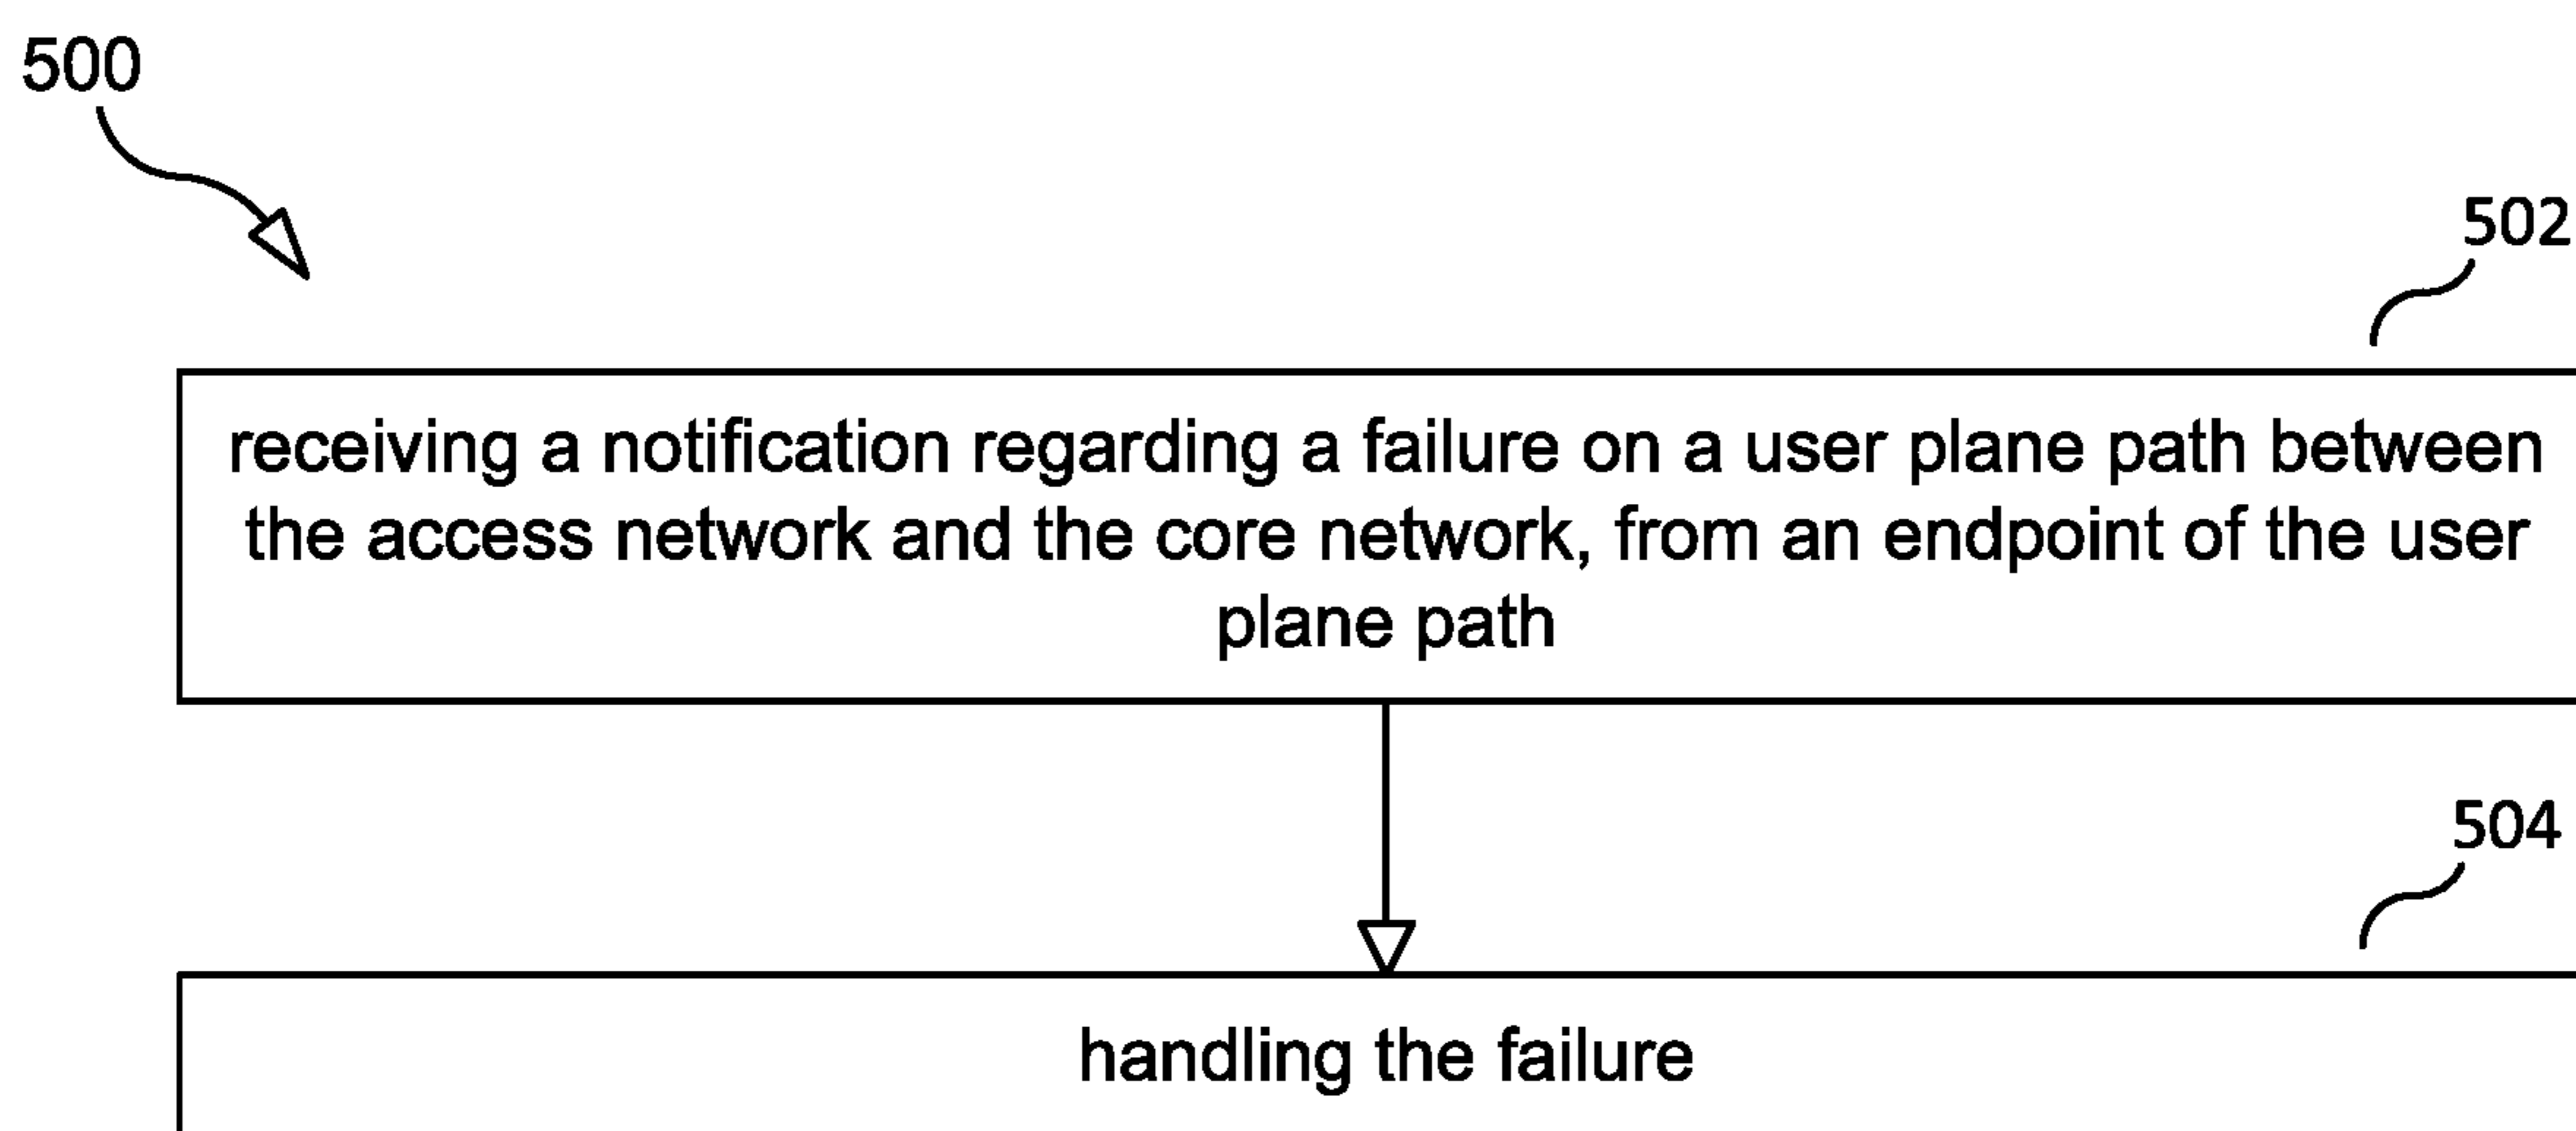 500
502
receiving a notification regarding a failure on a user plane path between
the access network and the core network, from an endpoint of the user
plane path
504
handling the failure